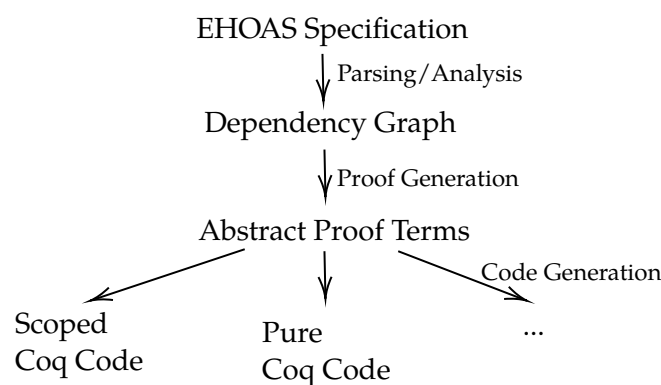 EHOAS Specification
Parsing/Analysis
Dependency Graph
Proof Generation
Abstract Proof Terms
Code Generation
Scoped
Coq Code
Pure
Coq Code
...